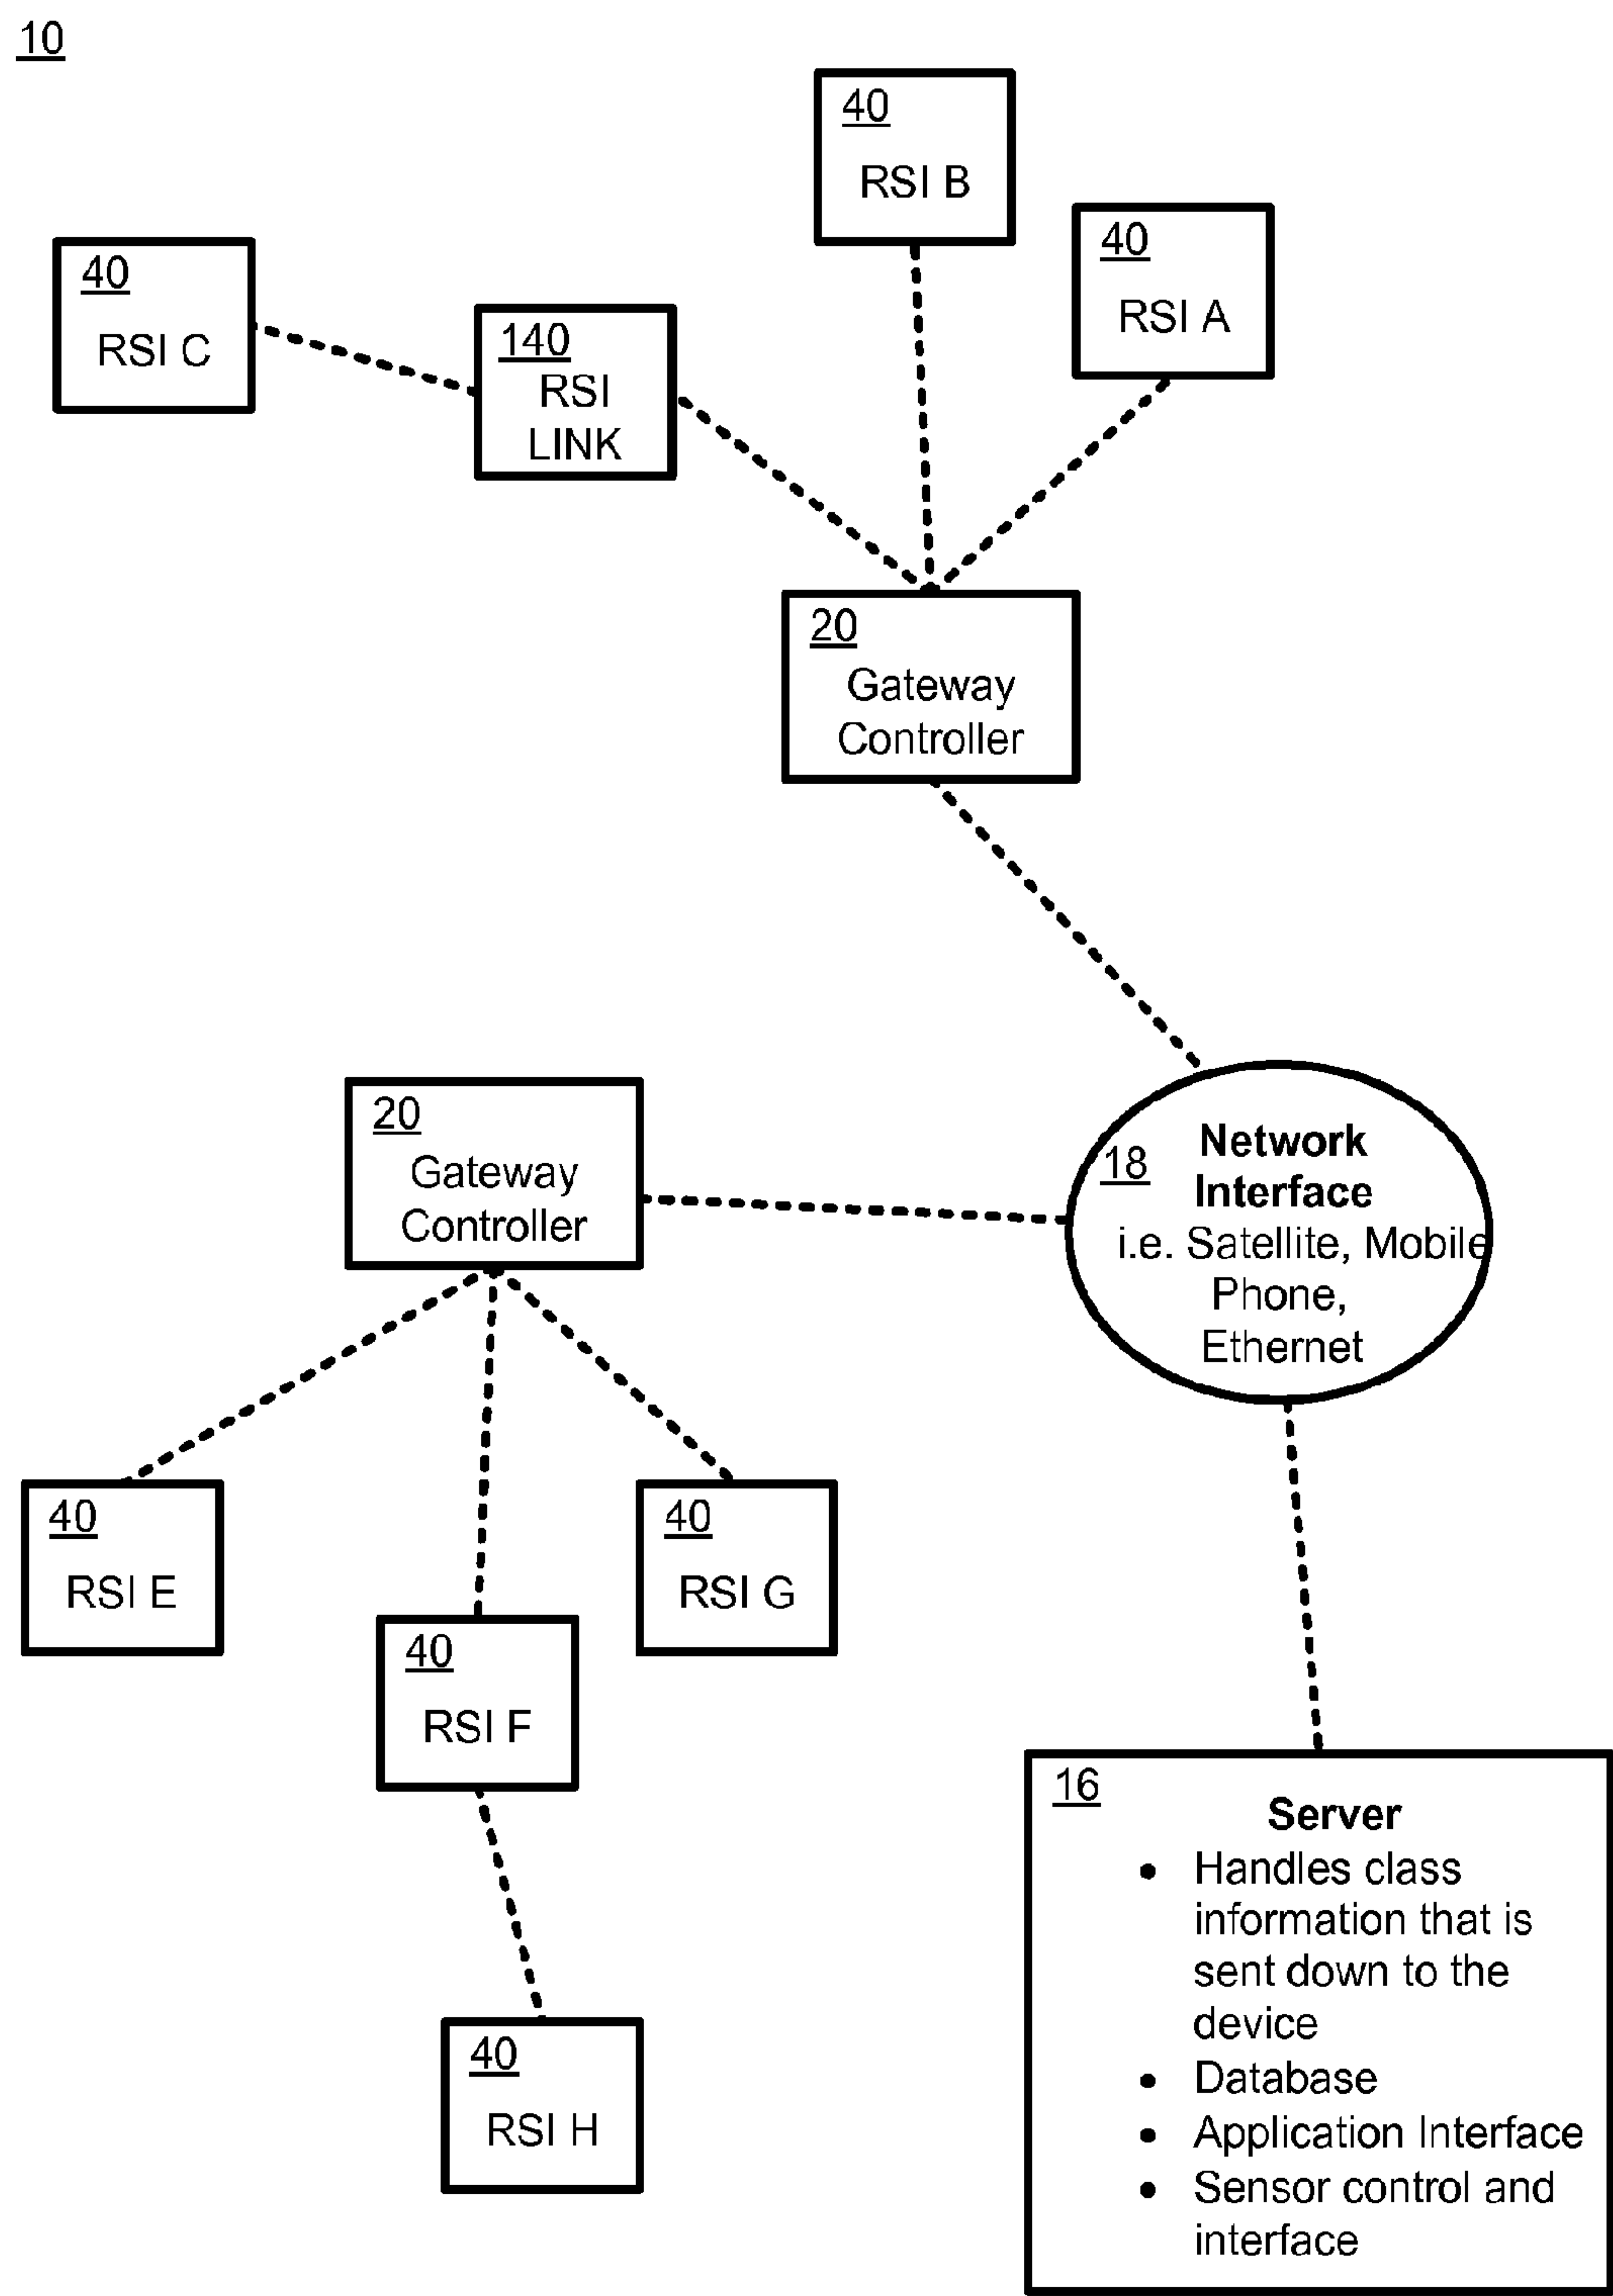 10
40
RSI B
40
RSI A
40
RSI C
140
RSI
LINK
20
Gateway
Controller
20
Gateway
Controller
18
Network
Interface
i.e. Satellite, Mobile
Phone,
Ethernet
40
RSI E
40
RSI G
40
RSI F
40
RSI H
16
Server
• Handles class
information that is
sent down to the
device
• Database
• Application Interface
• Sensor control and
interface